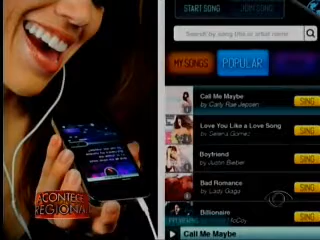 START SONG
JOIN SONG
Search by song title or artist name
MY SONGS
POPULAR
Call Me Maybe
by Carly Rae Jepsen
SING
Love You Like a Love Song
by Selena Gomez
SING
Boyfriend
by Justin Bieber
SING
Bad Romance
by Lady Gaga
SING
Billionaire
McCoy
SING
Call Me Maybe
ACONTECE
REGIONAL